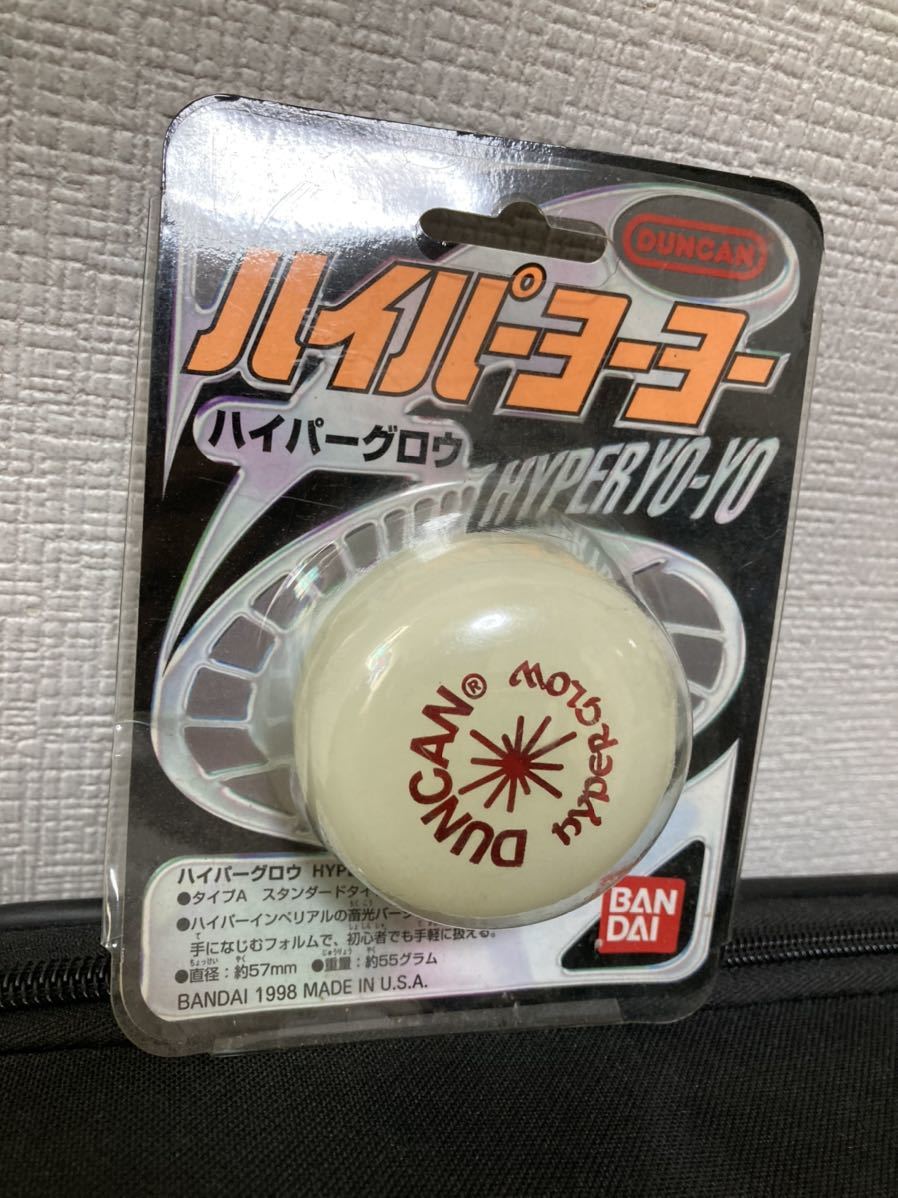 DUNCAN
ハイパーヨーヨー
ハイパーグロウ
HYPER YO-YO
DUNCAN®
hyper glow
ハイパーグロウ HYPE
●タイプA スタンダードタイ
●ハイパーインペリアルの畜光バージ
手になじむフォルムで、初心者でも手軽に扱える。
●直径:約57mm ●重量:約55グラム
BANDAI 1998 MADE IN U.S.A.
BAN
DAI